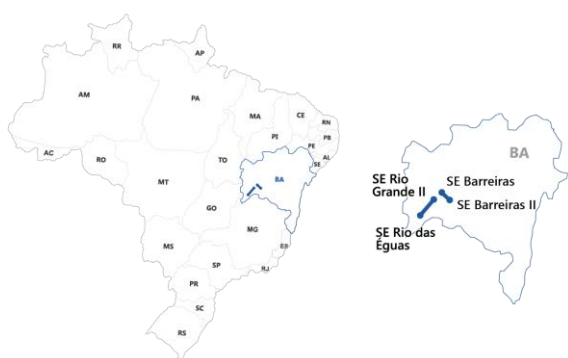 RR
AP
AM
PA
MA
CE
RN
PB
PE
AL
SE
PI
AC
RO
TO
MT
BA
GO
MG
ES
MS
SP
RJ
PR
SC
RS
BA
SE Rio
Grande II
SE Barreiras
SE Barreiras II
SE Rio das
Éguas